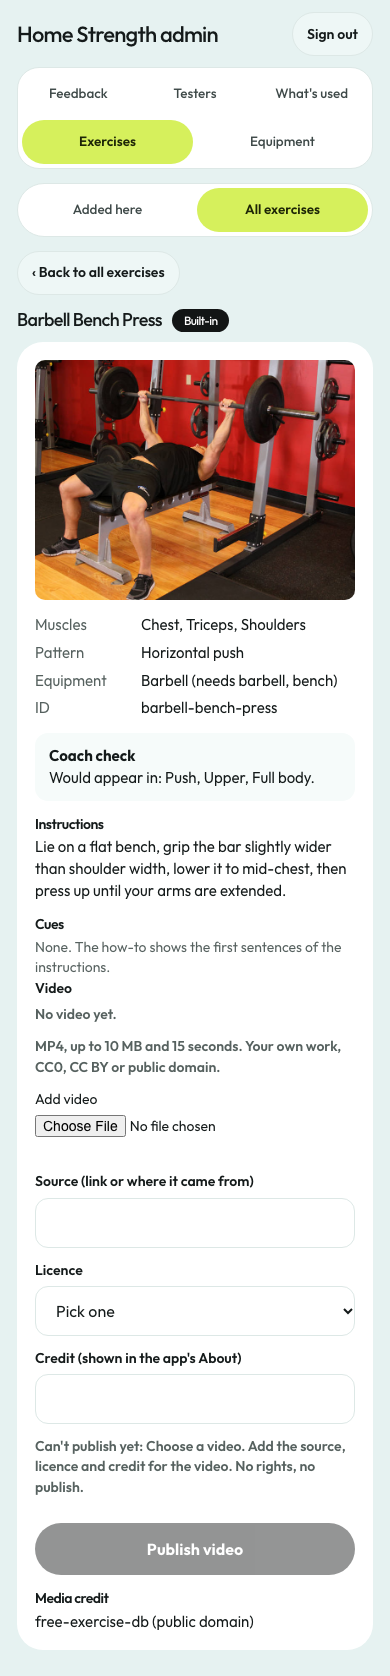 Home Strength admin
Sign out
Feedback
Testers
What's used
Exercises
Equipment
Added here
All exercises
‹ Back to all exercises
Barbell Bench Press
Built-in
Muscles Chest, Triceps, Shoulders
Pattern Horizontal push
Equipment Barbell (needs barbell, bench)
ID barbell-bench-press
Coach check
Would appear in: Push, Upper, Full body.
Instructions
Lie on a flat bench, grip the bar slightly wider
than shoulder width, lower it to mid-chest, then
press up until your arms are extended.
Cues
None. The how-to shows the first sentences of the
instructions.
Video
No video yet.
MP4, up to 10 MB and 15 seconds. Your own work,
CC0, CC BY or public domain.
Add video
Choose File No file chosen
Source (link or where it came from)
Licence
Pick one
Credit (shown in the app's About)
Can't publish yet: Choose a video. Add the source,
licence and credit for the video. No rights, no
publish.
Publish video
Media credit
free-exercise-db (public domain)